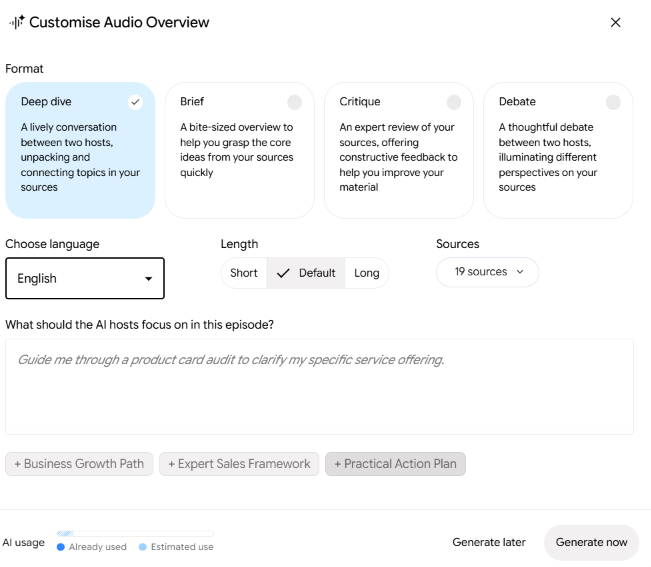 Customise Audio Overview
Format
Deep dive
A lively conversation
between two hosts,
unpacking and
connecting topics in your
sources
Brief
A bite-sized overview to
help you grasp the core
ideas from your sources
quickly
Critique
An expert review of your
sources, offering
constructive feedback to
help you improve your
material
Debate
A thoughtful debate
between two hosts,
illuminating different
perspectives on your
sources
Choose language
English
Length
Short
Default
Long
Sources
19 sources
What should the AI hosts focus on in this episode?
Guide me through a product card audit to clarify my specific service offering.
+ Business Growth Path
+ Expert Sales Framework
+ Practical Action Plan
AI usage
Already used
Estimated use
Generate later
Generate now